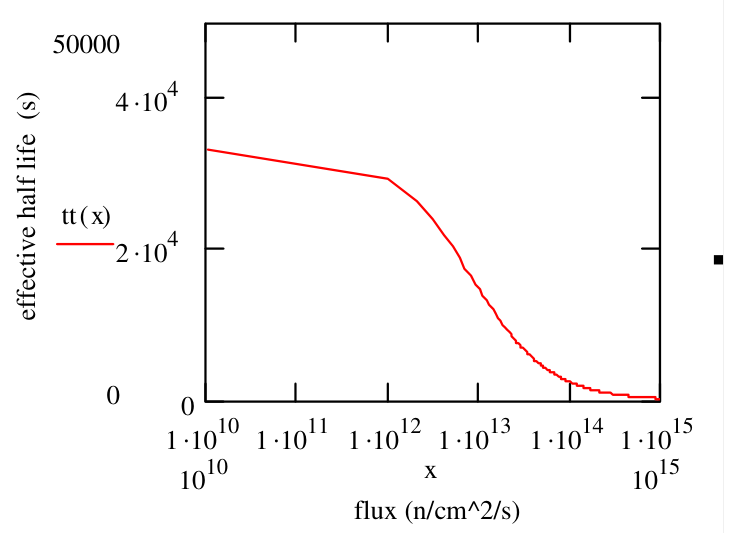 50000
4·10^4
effective half life (s)
tt(x)
2·10^4
0
0
1·10^10 1·10^11 1·10^12 1·10^13 1·10^14 1·10^15
10^10 x 10^15
flux (n/cm^2/s)